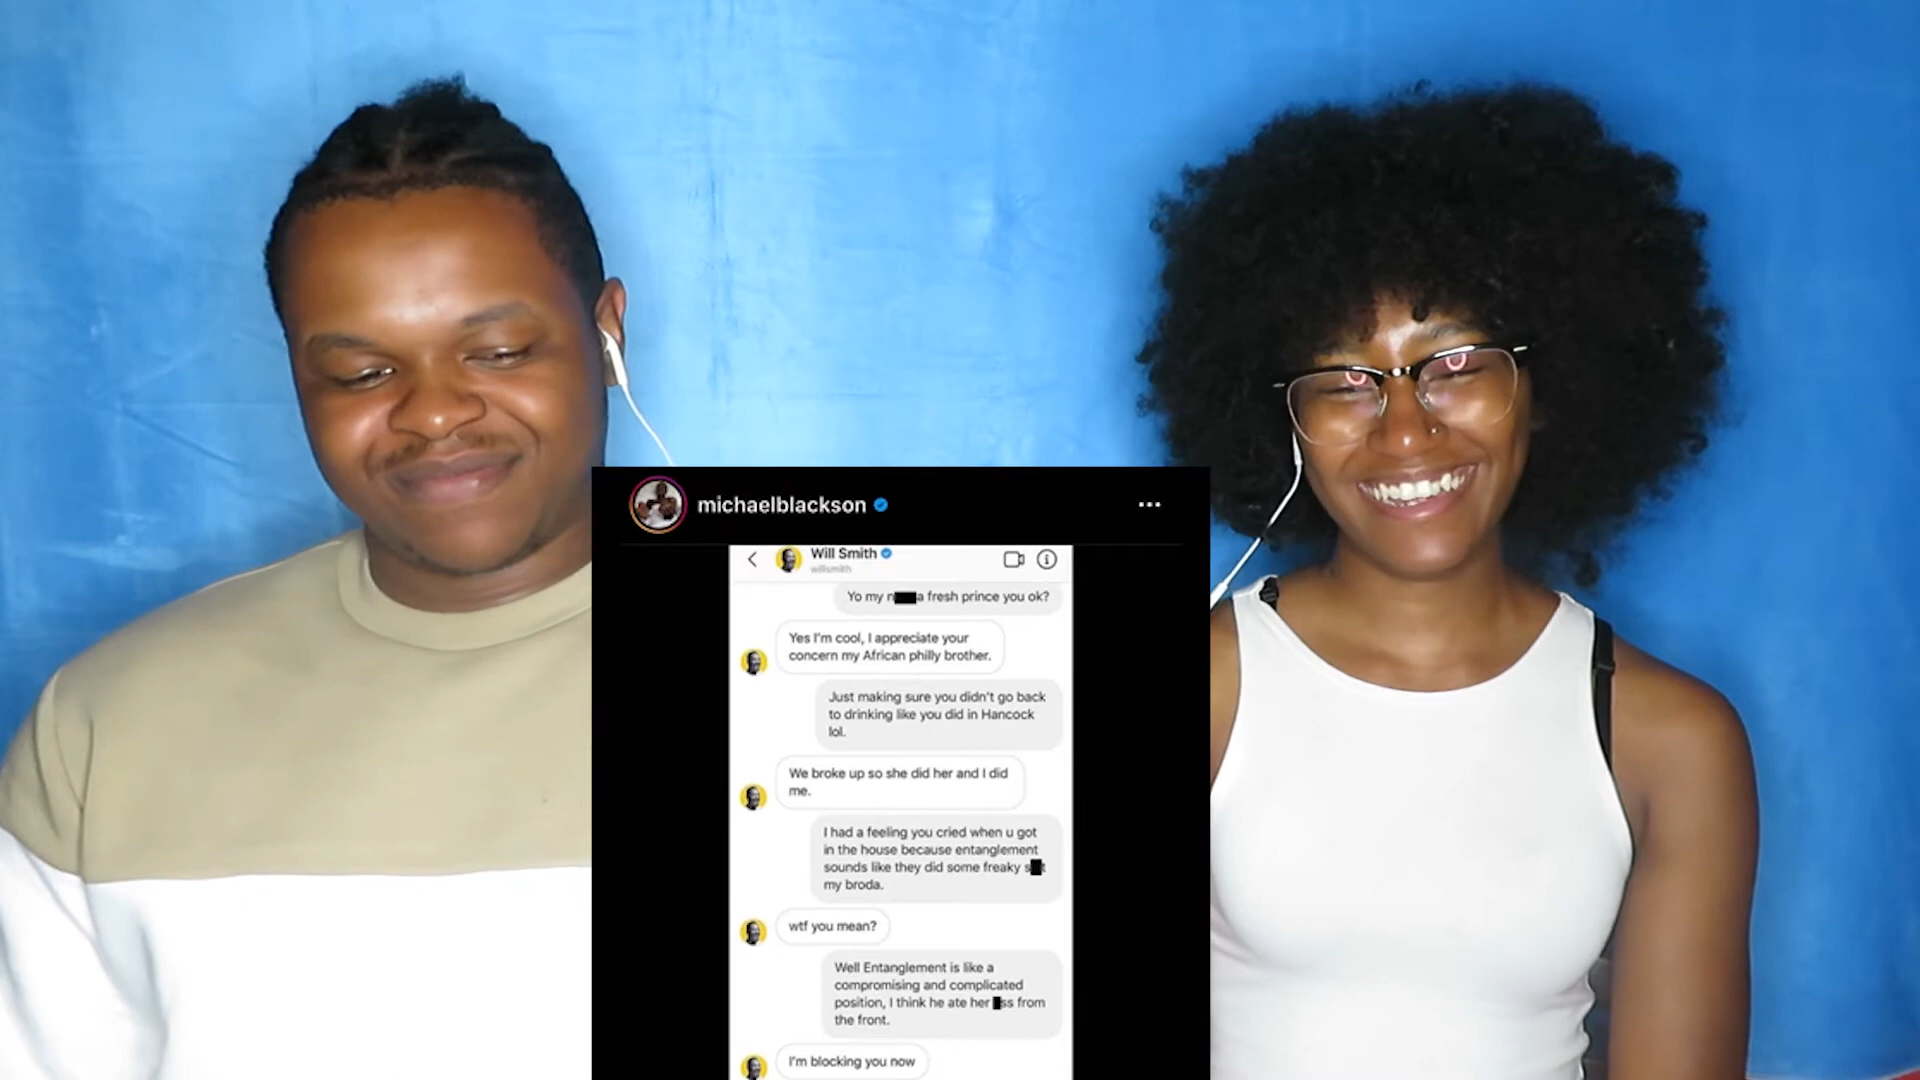 michaelblackson
Will Smith
willsmith
Yo my n a fresh prince you ok?
Yes I'm cool, I appreciate your
concern my African philly brother.
Just making sure you didn't go back
to drinking like you did in Hancock
lol.
We broke up so she did her and I did
me.
I had a feeling you cried when u got
in the house because entanglement
sounds like they did some freaky s t
my broda.
wtf you mean?
Well Entanglement is like a
compromising and complicated
position, I think he ate her ss from
the front.
I'm blocking you now